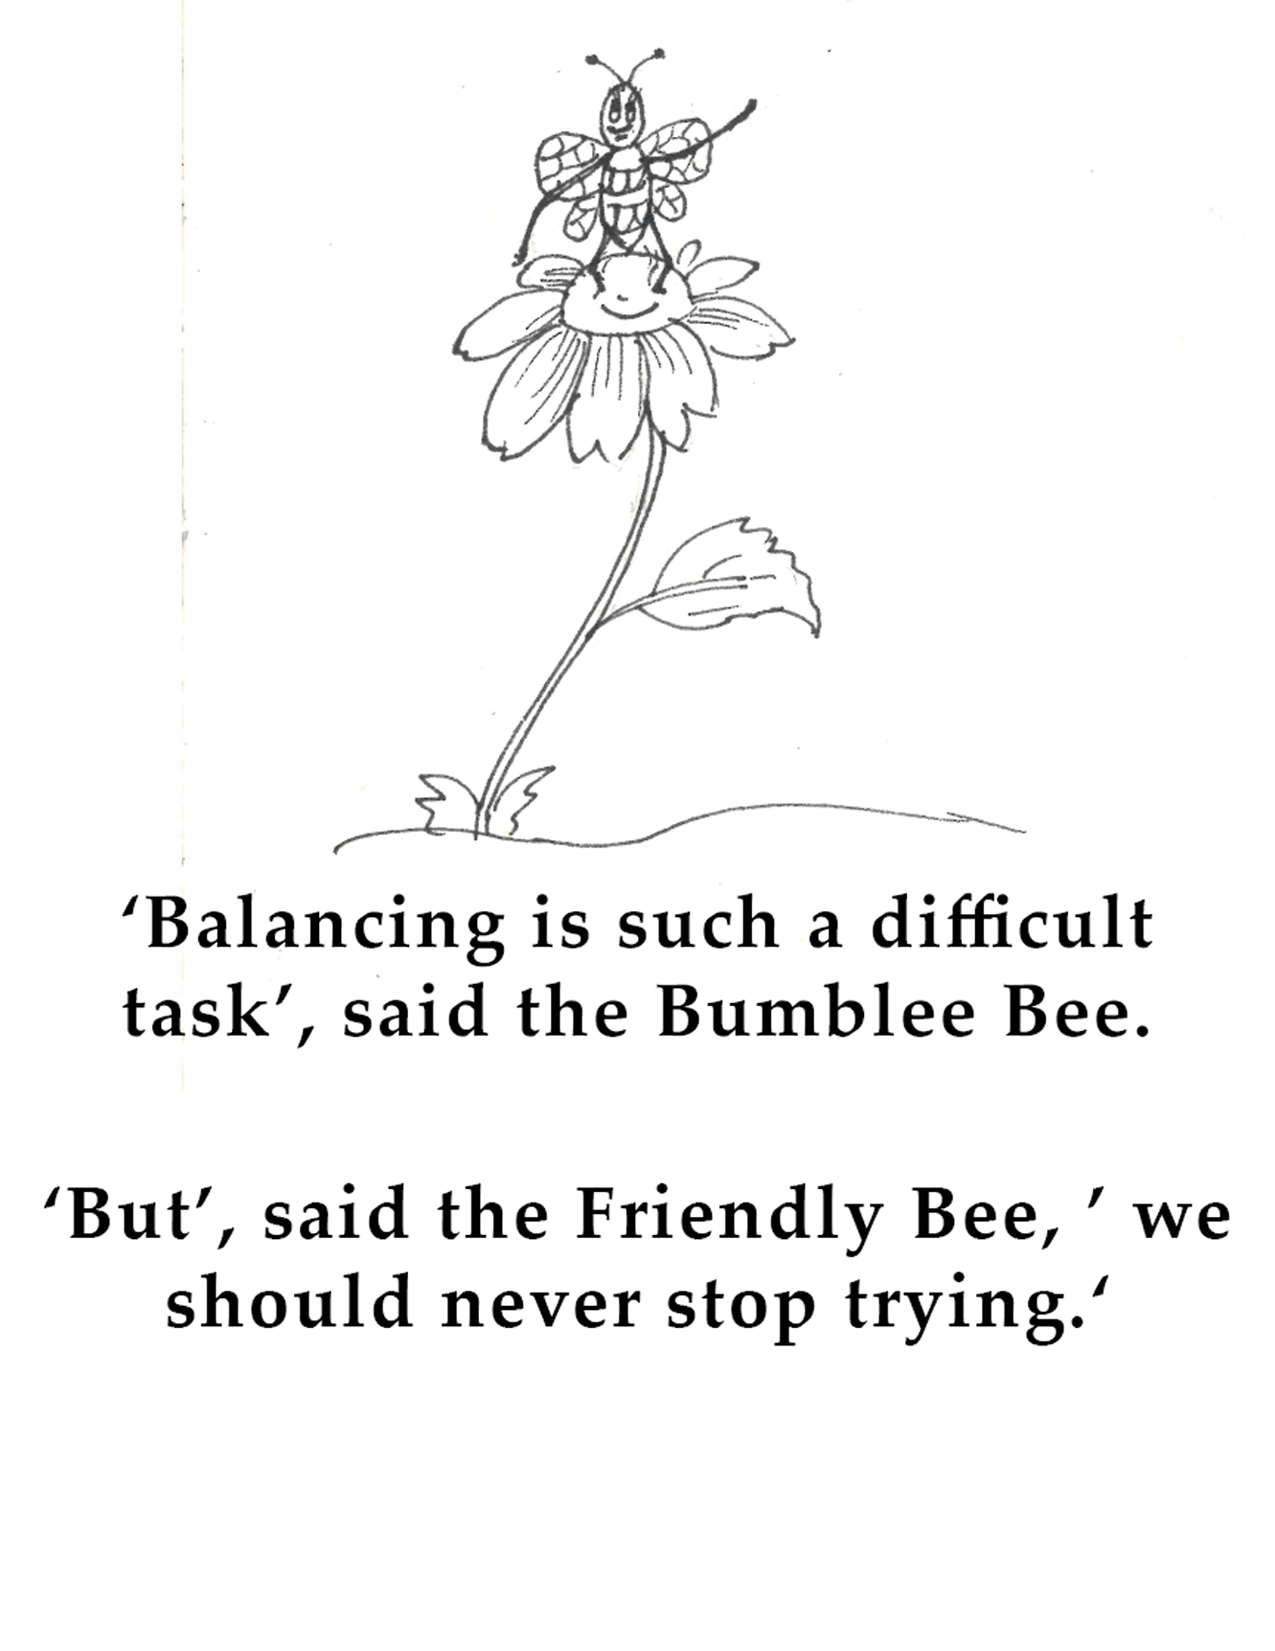 ‘Balancing is such a difficult
task’, said the Bumblee Bee.
‘But’, said the Friendly Bee, ’ we
should never stop trying.‘